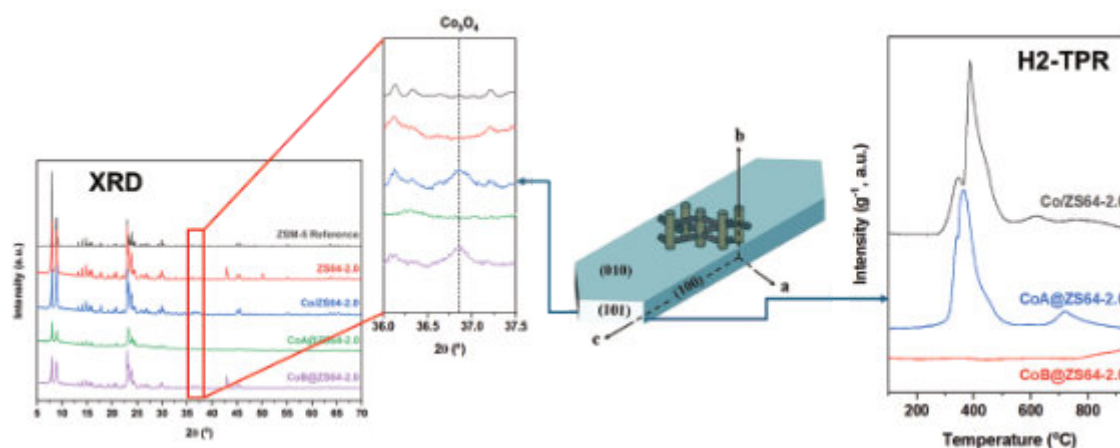 XRD
Intensity (a.u.)
ZSM-5 Reference
ZS64-2.0
Co/ZS64-2.0
CoA@ZS64-2.0
CoB@ZS64-2.0
5 10 15 20 25 30 35 40 45 50 55 60 65 70
2θ (°)
Co3O4
36.0 36.5 37.0 37.5
2θ (°)
b
(010)
(100)
a
(101)
c
H2-TPR
Intensity (g-1, a.u.)
Co/ZS64-2.0
CoA@ZS64-2.0
CoB@ZS64-2.0
200 400 600 800
Temperature (°C)